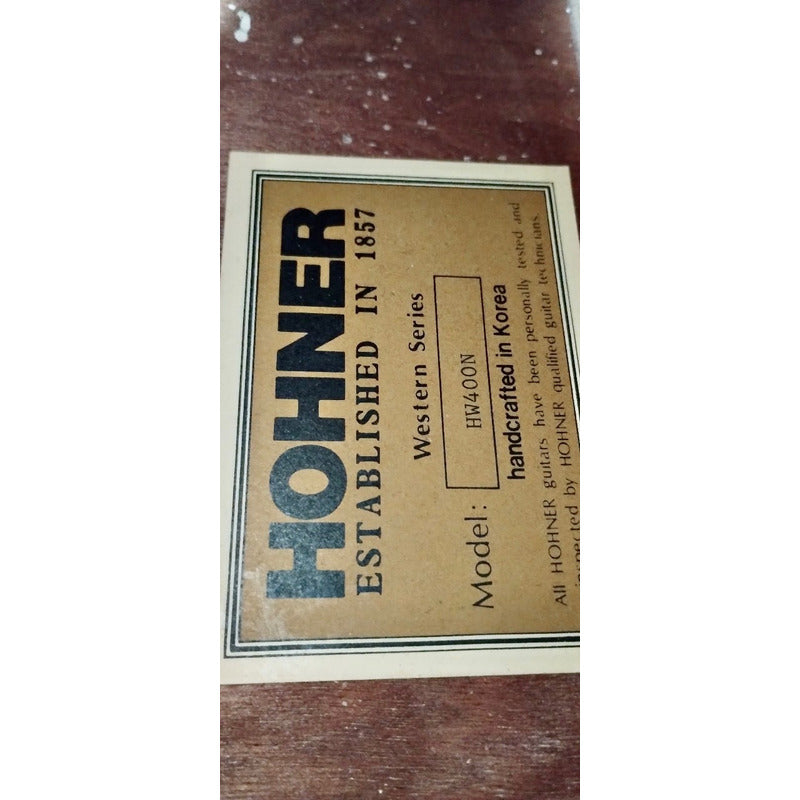 HOHNER
ESTABLISHED IN 1857
Western Series
Model: HW400N
handcrafted in Korea
All HOHNER guitars have been personally tested and
inspected by HOHNER qualified guitar technicians.